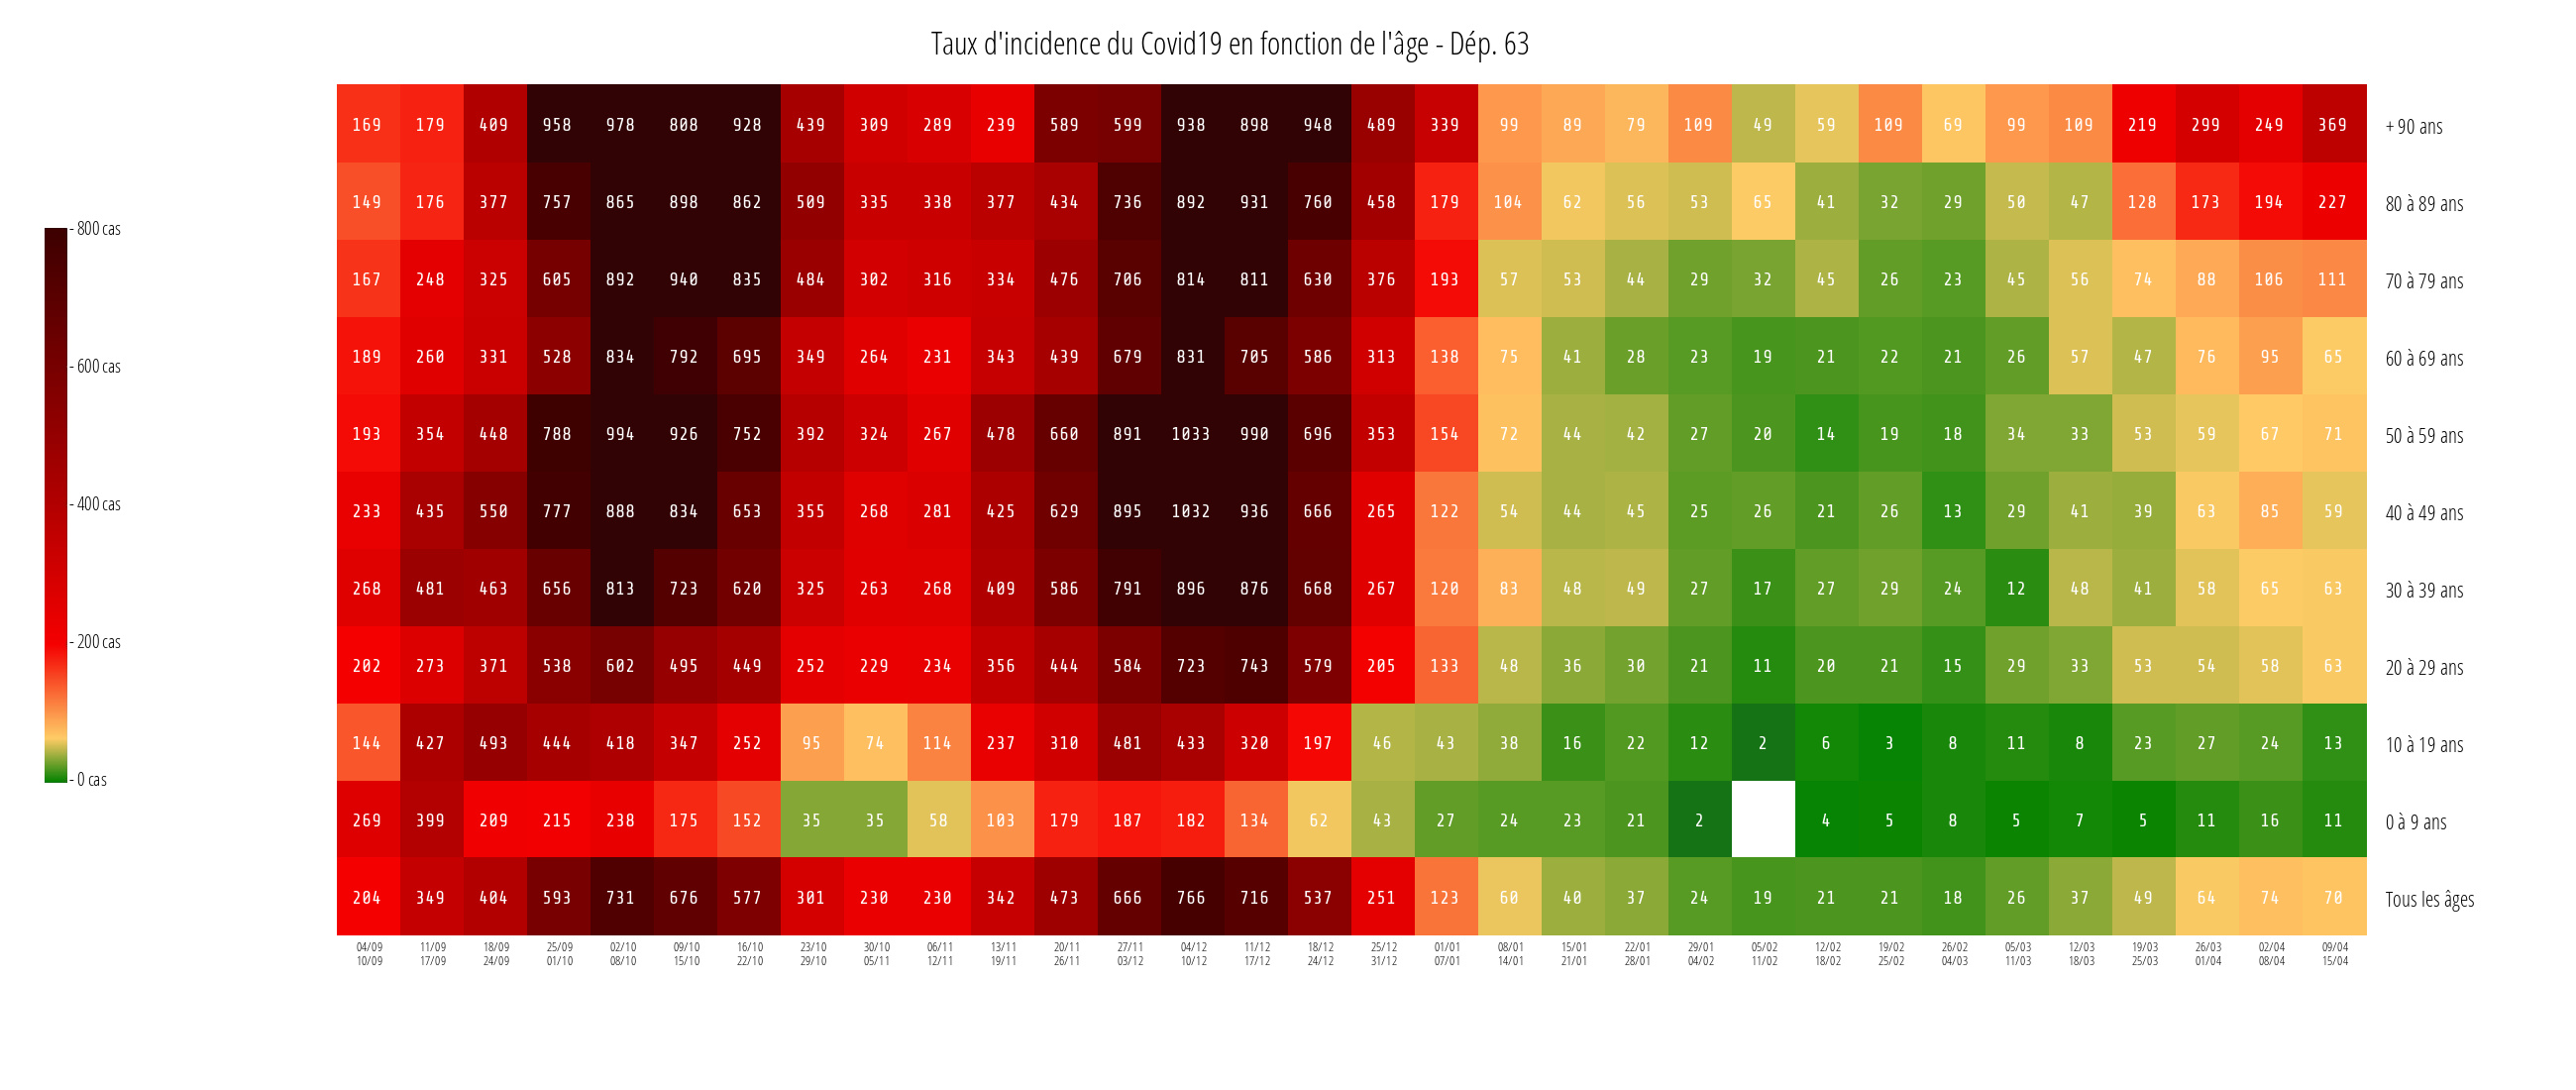 Taux d'incidence du Covid19 en fonction de l'âge - Dép. 63
169 179 409 958 978 808 928 439 309 289 239 589 599 938 898 948 489 339 99 89 79 109 49 59 109 69 99 109 219 299 249 369 + 90 ans
149 176 377 757 865 898 862 509 335 338 377 434 736 892 931 760 458 179 104 62 56 53 65 41 32 29 50 47 128 173 194 227 80 à 89 ans
- 800 cas
167 248 325 605 892 940 835 484 302 316 334 476 706 814 811 630 376 193 57 53 44 29 32 45 26 23 45 56 74 88 106 111 70 à 79 ans
189 260 331 528 834 792 695 349 264 231 343 439 679 831 705 586 313 138 75 41 28 23 19 21 22 21 26 57 47 76 95 65 60 à 69 ans
- 600 cas
193 354 448 788 994 926 752 392 324 267 478 660 891 1033 990 696 353 154 72 44 42 27 20 14 19 18 34 33 53 59 67 71 50 à 59 ans
- 400 cas
233 435 550 777 888 834 653 355 268 281 425 629 895 1032 936 666 265 122 54 44 45 25 26 21 26 13 29 41 39 63 85 59 40 à 49 ans
268 481 463 656 813 723 620 325 263 268 409 586 791 896 876 668 267 120 83 48 49 27 17 27 29 24 12 48 41 58 65 63 30 à 39 ans
- 200 cas
202 273 371 538 602 495 449 252 229 234 356 444 584 723 743 579 205 133 48 36 30 21 11 20 21 15 29 33 53 54 58 63 20 à 29 ans
144 427 493 444 418 347 252 95 74 114 237 310 481 433 320 197 46 43 38 16 22 12 2 6 3 8 11 8 23 27 24 13 10 à 19 ans
- 0 cas
269 399 209 215 238 175 152 35 35 58 103 179 187 182 134 62 43 27 24 23 21 2 4 5 8 5 7 5 11 16 11 0 à 9 ans
204 349 404 593 731 676 577 301 230 230 342 473 666 766 716 537 251 123 60 40 37 24 19 21 21 18 26 37 49 64 74 70 Tous les âges
04/09 11/09 18/09 25/09 02/10 09/10 16/10 23/10 30/10 06/11 13/11 20/11 27/11 04/12 11/12 18/12 25/12 01/01 08/01 15/01 22/01 29/01 05/02 12/02 19/02 26/02 05/03 12/03 19/03 26/03 02/04 09/04
10/09 17/09 24/09 01/10 08/10 15/10 22/10 29/10 05/11 12/11 19/11 26/11 03/12 10/12 17/12 24/12 31/12 07/01 14/01 21/01 28/01 04/02 11/02 18/02 25/02 04/03 11/03 18/03 25/03 01/04 08/04 15/04